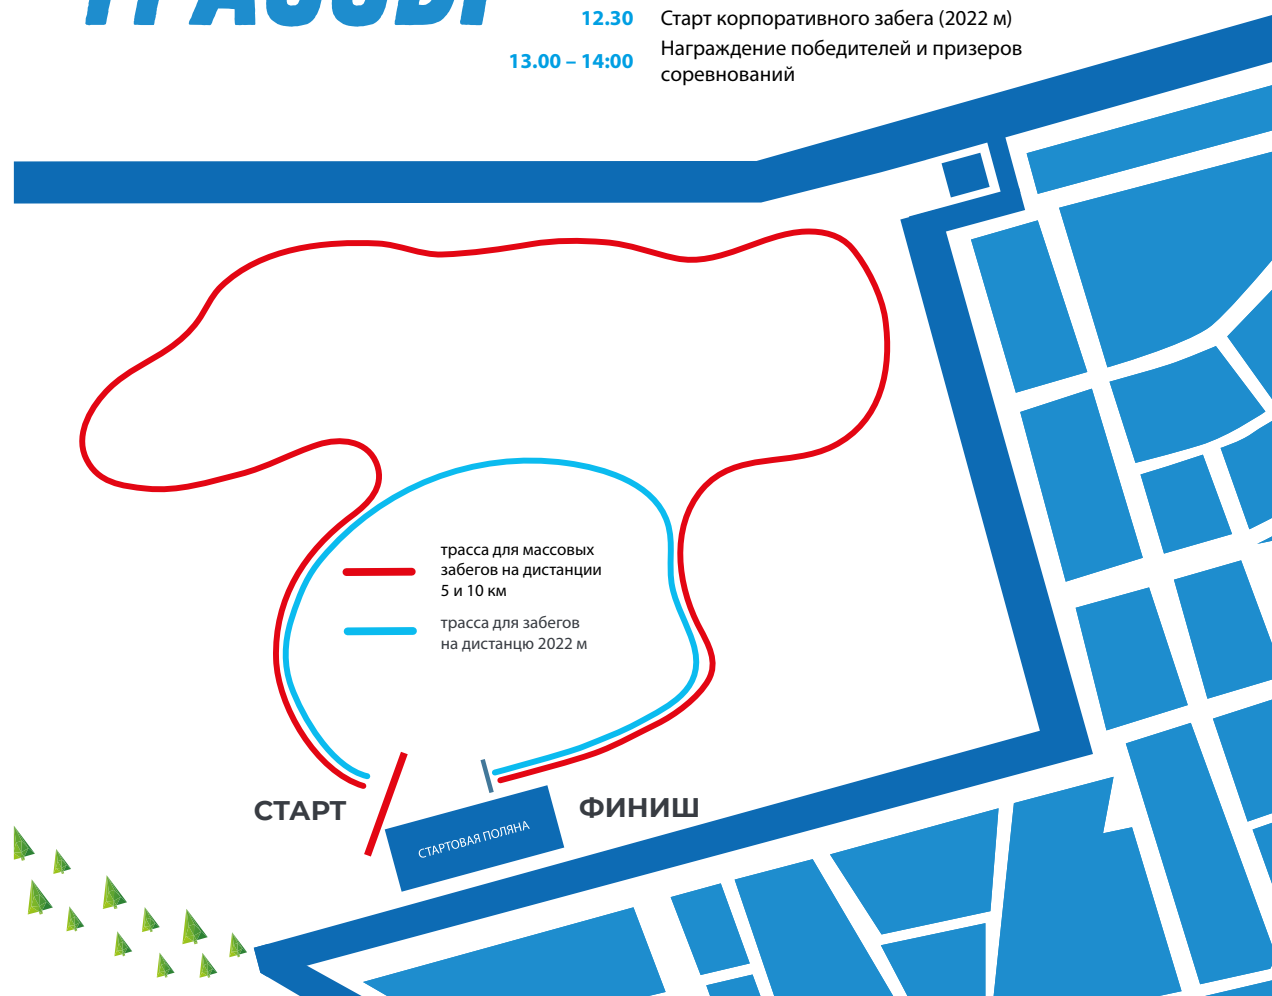 12.30 Старт корпоративного забега (2022 м)
13.00 – 14:00 Награждение победителей и призеров
соревнований
трасса для массовых
забегов на дистанции
5 и 10 км
трасса для забегов
на дистанцю 2022 м
СТАРТ
ФИНИШ
СТАРТОВАЯ ПОЛЯНА